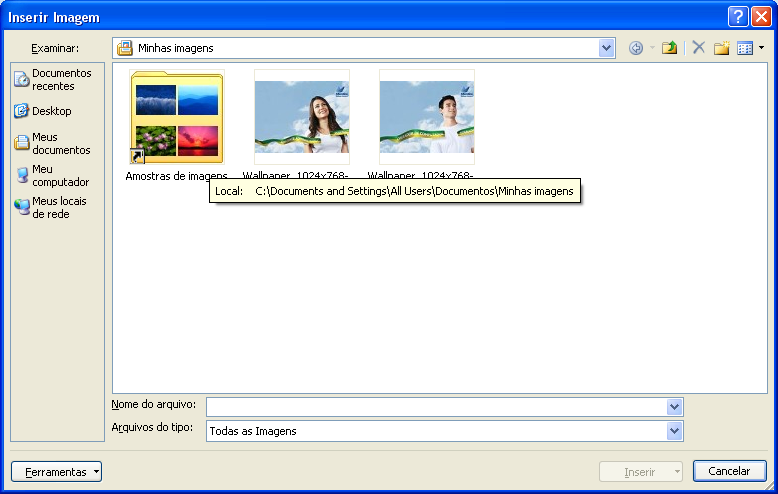 Inserir Imagem
Examinar:
Minhas imagens
Documentos
recentes
Desktop
Meus
documentos
Meu
computador
Meus locais
de rede
Amostras de imagens
Wallpaper_1024x768-
Wallpaper_1024x768-
Local: C:\Documents and Settings\All Users\Documentos\Minhas imagens
Nome do arquivo:
Arquivos do tipo:
Todas as Imagens
Ferramentas
Inserir
Cancelar